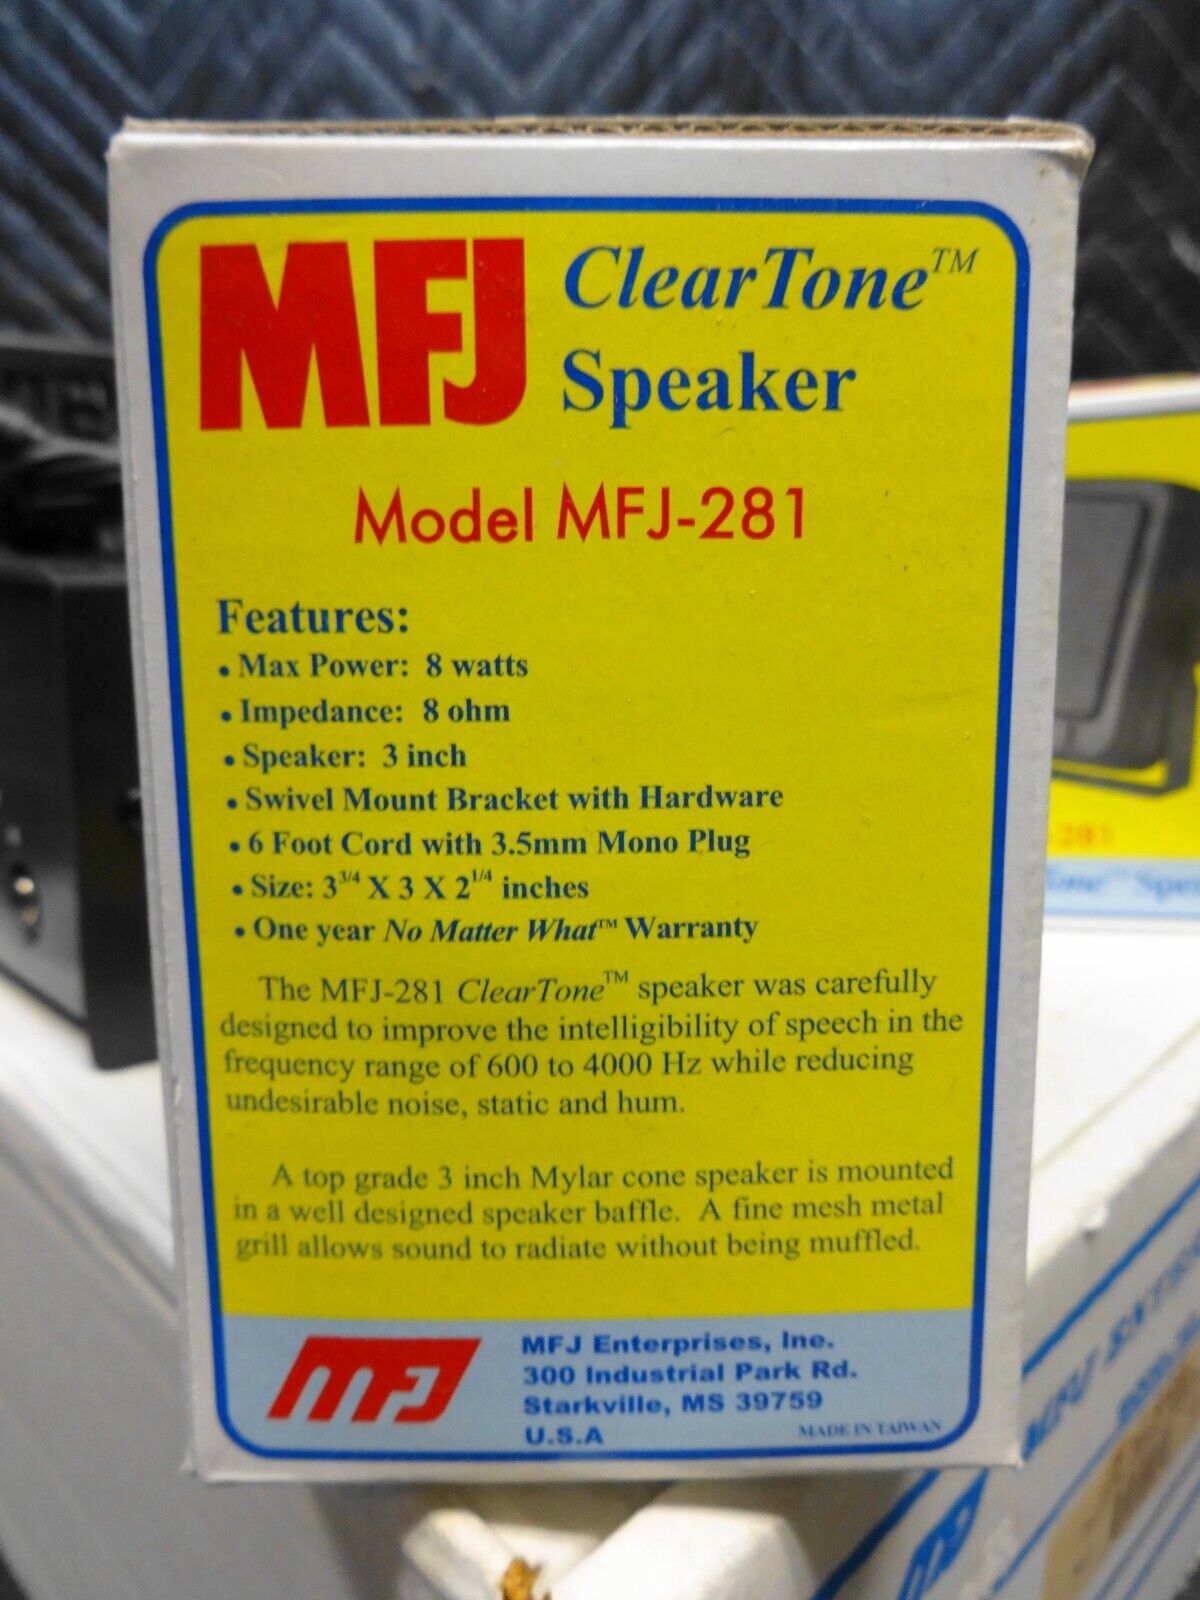 MFJ ClearTone™
Speaker
Model MFJ-281
Features:
• Max Power: 8 watts
• Impedance: 8 ohm
• Speaker: 3 inch
• Swivel Mount Bracket with Hardware
• 6 Foot Cord with 3.5mm Mono Plug
• Size: 3 3/4 X 3 X 2 1/4 inches
• One year No Matter What™ Warranty
The MFJ-281 ClearTone™ speaker was carefully
designed to improve the intelligibility of speech in the
frequency range of 600 to 4000 Hz while reducing
undesirable noise, static and hum.
A top grade 3 inch Mylar cone speaker is mounted
in a well designed speaker baffle. A fine mesh metal
grill allows sound to radiate without being muffled.
MFJ
MFJ Enterprises, Inc.
300 Industrial Park Rd.
Starkville, MS 39759
U.S.A
MADE IN TAIWAN
-281